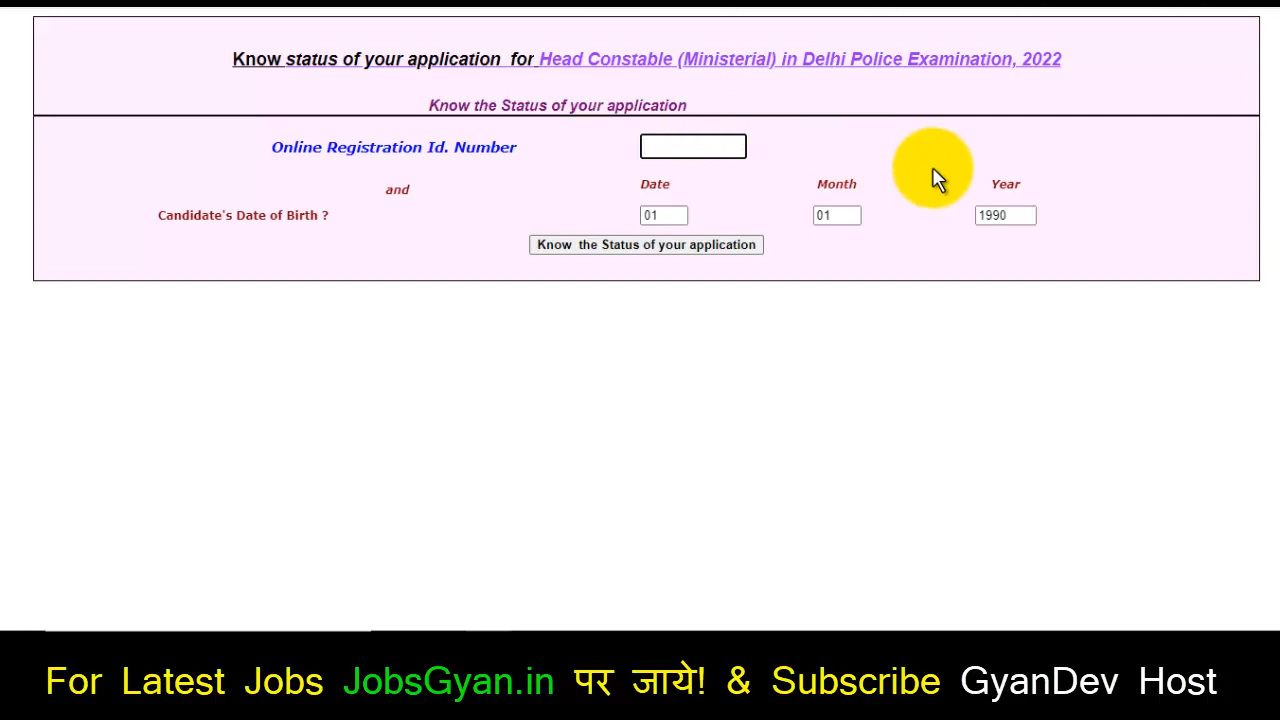 Know status of your application for Head Constable (Ministerial) in Delhi Police Examination, 2022
Know the Status of your application
Online Registration Id. Number
and
Date Month Year
Candidate's Date of Birth ?
01 01 1990
Know the Status of your application
For Latest Jobs JobsGyan.in पर जाये! & Subscribe GyanDev Host